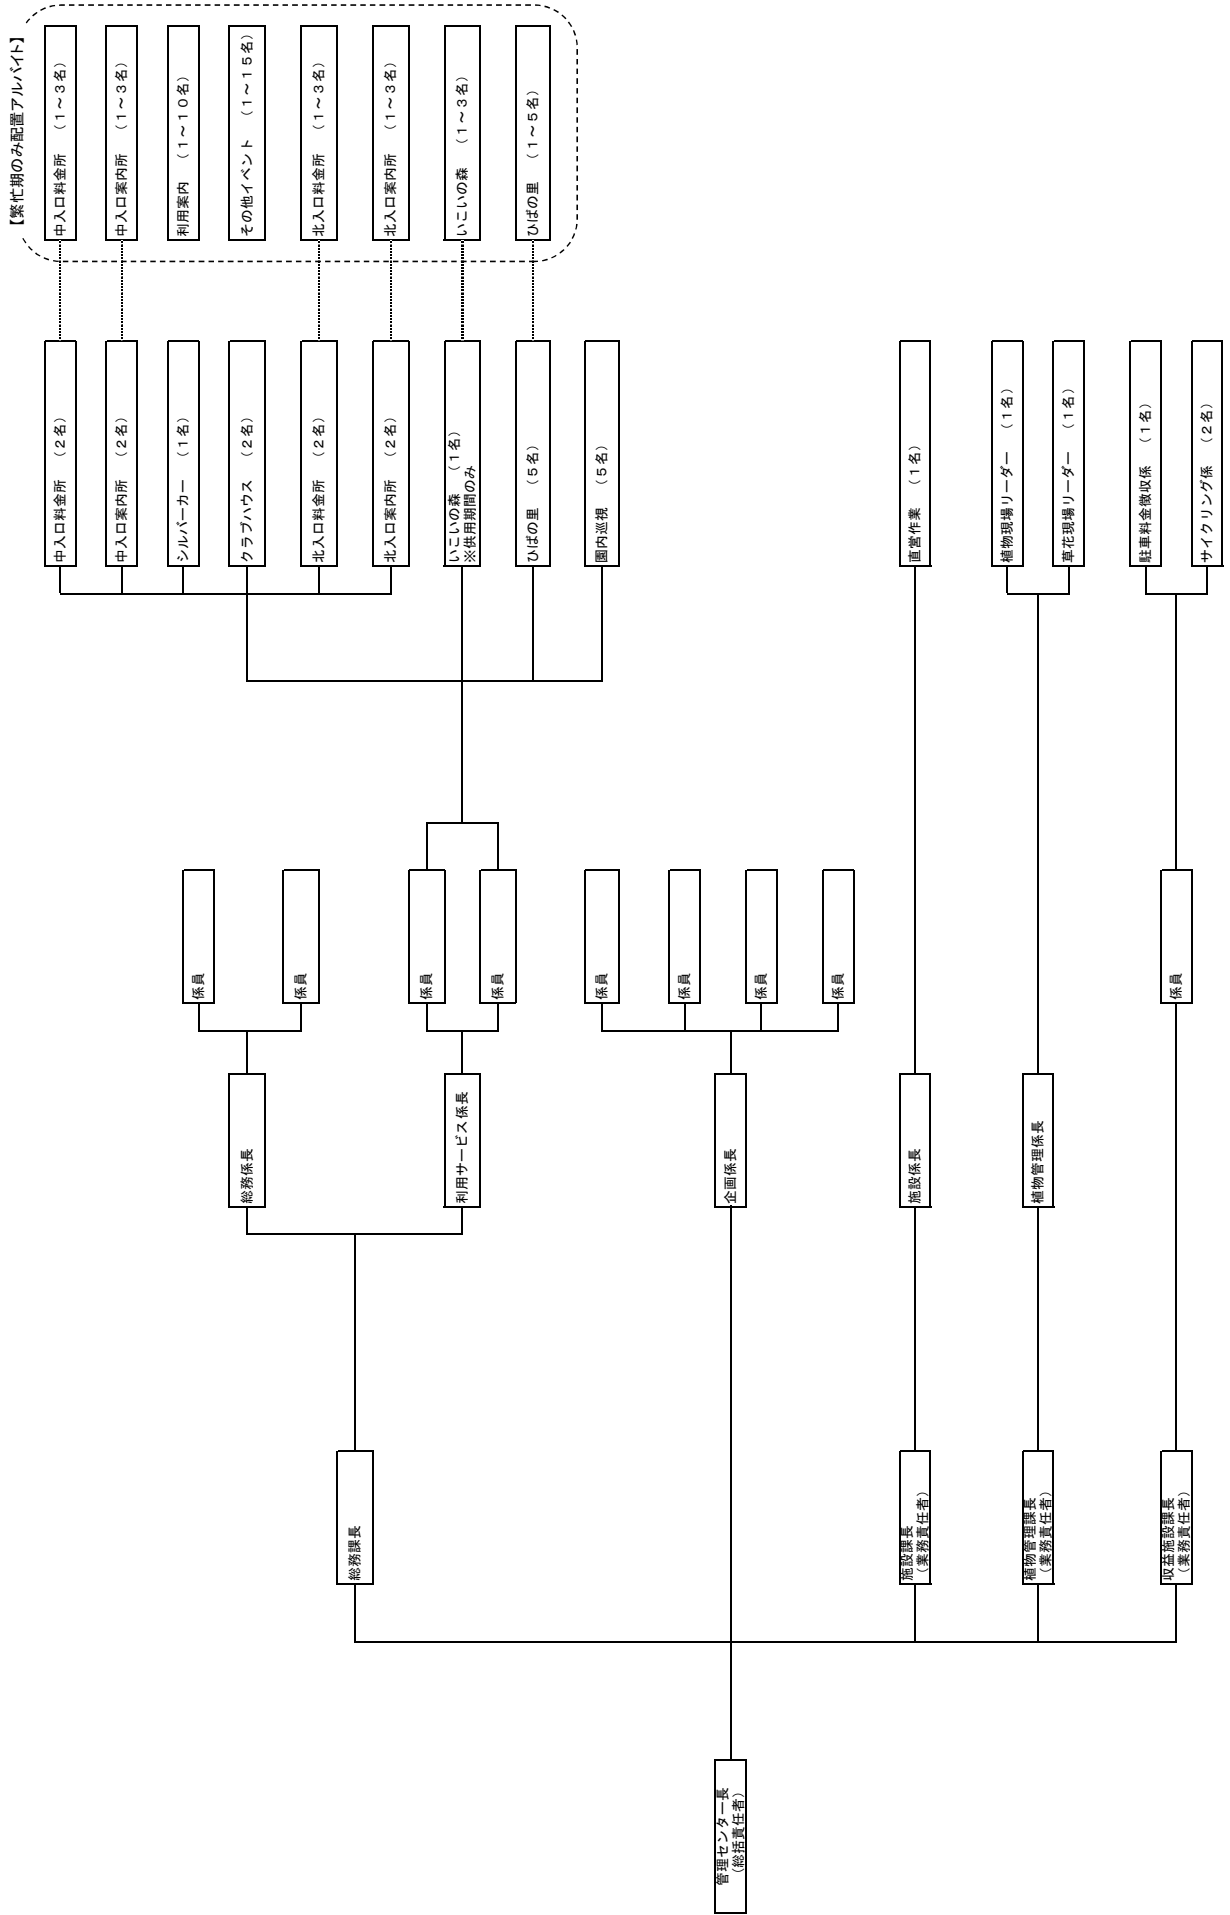 【繁忙期のみ配置アルバイト】
中入口料金所　（１～３名）
中入口案内所　（１～３名）
利用案内　（１～１０名）
その他イベント　（１～１５名）
北入口料金所　（１～３名）
北入口案内所　（１～３名）
いこいの森　（１～３名）
ひばの里　（１～５名）
中入口料金所　（２名）
中入口案内所　（２名）
シルバーカー　（１名）
クラブハウス　（２名）
北入口料金所　（２名）
北入口案内所　（２名）
いこいの森　（１名）
※供用期間のみ
ひばの里　（５名）
園内巡視　（５名）
直営作業　（１名）
植物現場リーダー　（１名）
草花現場リーダー　（１名）
駐車料金徴収係　（１名）
サイクリング係　（２名）
係員
係員
係員
係員
係員
係員
係員
係員
係員
総務係長
利用サービス係長
企画係長
施設係長
植物管理係長
総務課長
施設課長
（業務責任者）
植物管理課長
（業務責任者）
収益施設課長
（業務責任者）
管理センター長
（総括責任者）